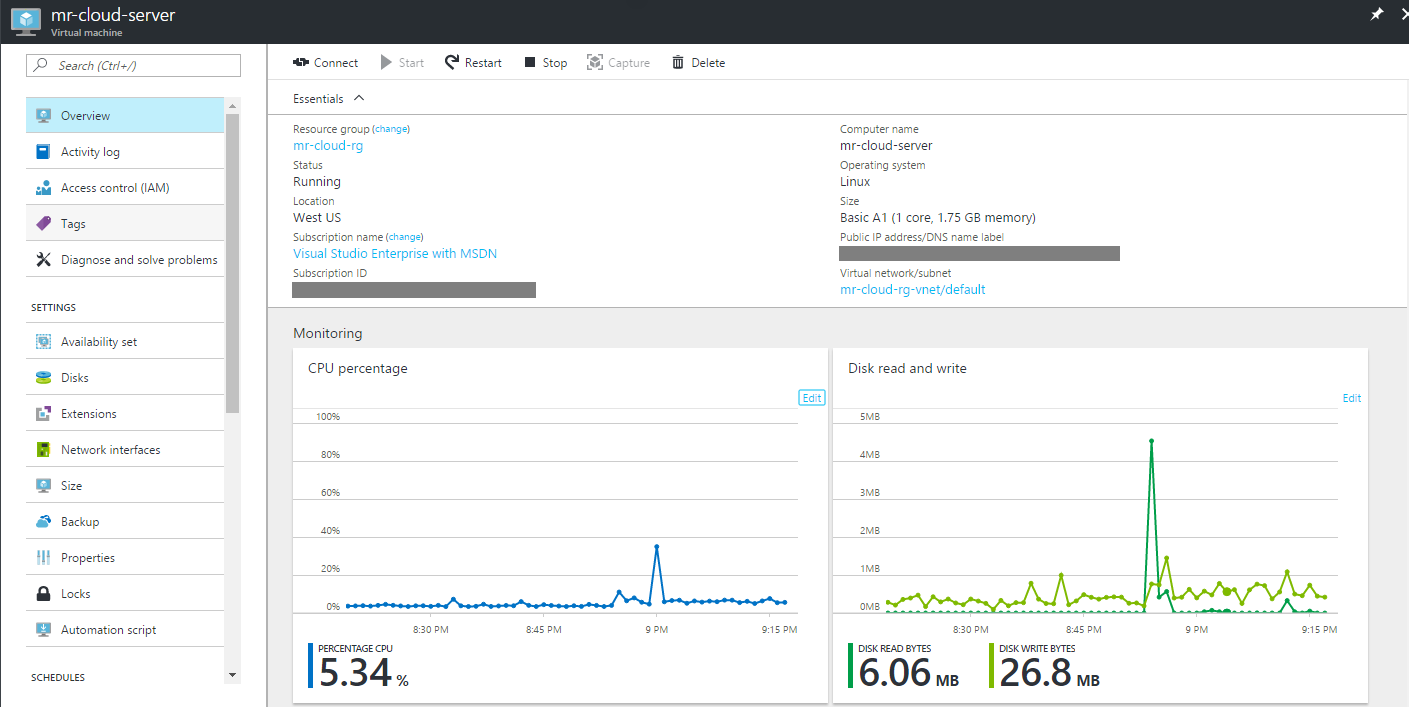 mr-cloud-server
Virtual machine
Search (Ctrl+/)
Overview
Activity log
Access control (IAM)
Tags
Diagnose and solve problems
SETTINGS
Availability set
Disks
Extensions
Network interfaces
Size
Backup
Properties
Locks
Automation script
SCHEDULES
Connect Start Restart Stop Capture Delete
Essentials
Resource group (change)
mr-cloud-rg
Status
Running
Location
West US
Subscription name (change)
Visual Studio Enterprise with MSDN
Subscription ID
Computer name
mr-cloud-server
Operating system
Linux
Size
Basic A1 (1 core, 1.75 GB memory)
Public IP address/DNS name label
Virtual network/subnet
mr-cloud-rg-vnet/default
Monitoring
CPU percentage
Edit
100%
80%
60%
40%
20%
0%
8:30 PM 8:45 PM 9 PM 9:15 PM
PERCENTAGE CPU
5.34 %
Disk read and write
Edit
5MB
4MB
3MB
2MB
1MB
0MB
8:30 PM 8:45 PM 9 PM 9:15 PM
DISK READ BYTES
6.06 MB
DISK WRITE BYTES
26.8 MB